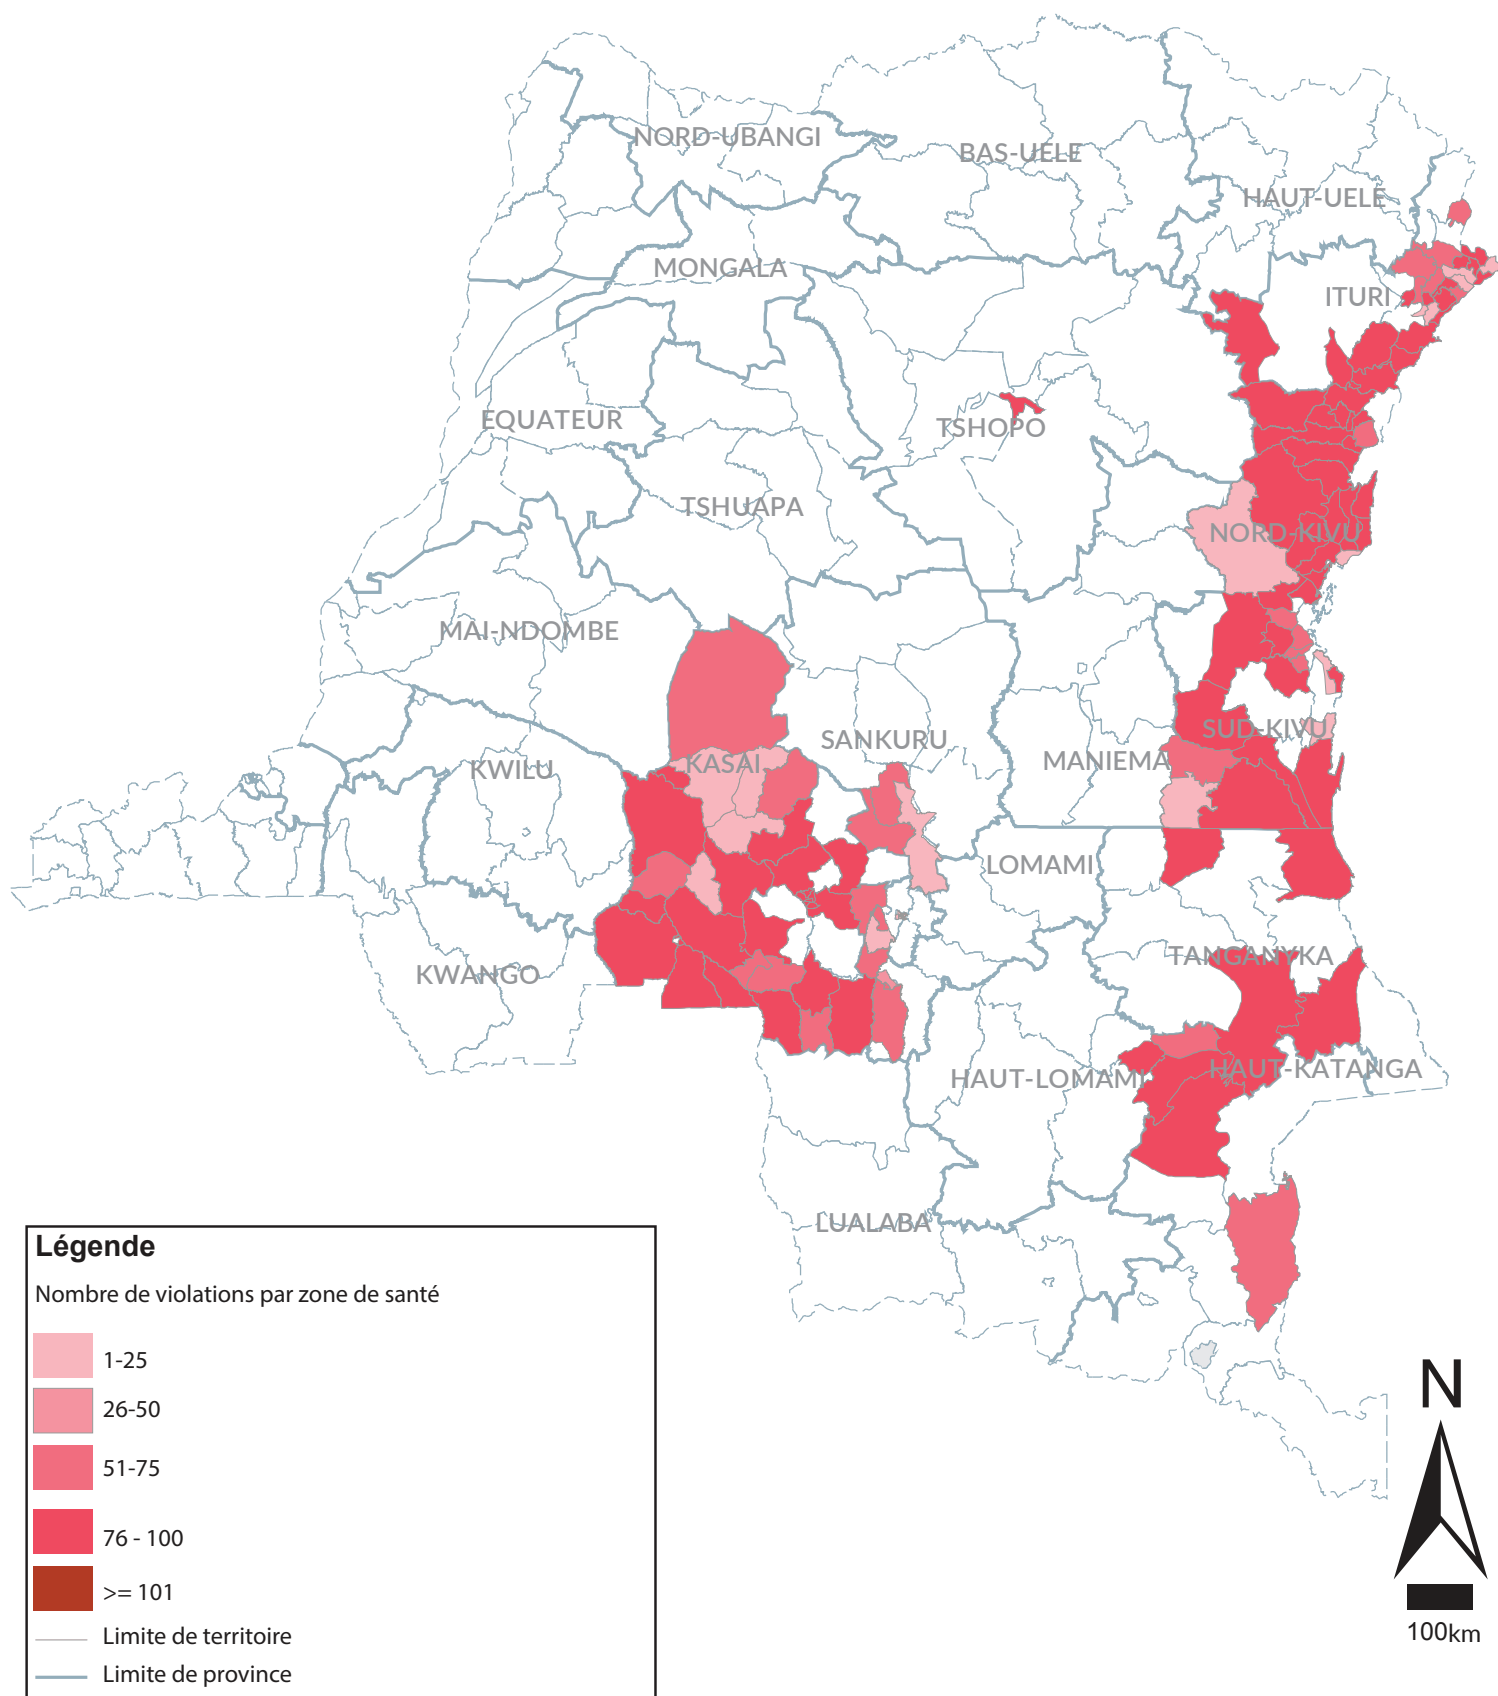 NORD-UBANGI
BAS-UELE
HAUT-UELE
MONGALA
ITURI
EQUATEUR
TSHOPO
TSHUAPA
NORD-KIVU
MAI-NDOMBE
SUD-KIVU
SANKURU
MANIEMA
KASAI
KWILU
LOMAMI
TANGANYKA
KWANGO
HAUT-KATANGA
HAUT-LOMAMI
LUALABA
Légende
Nombre de violations par zone de santé
1-25
26-50
51-75
76 - 100
>= 101
Limite de territoire
Limite de province
N
100km